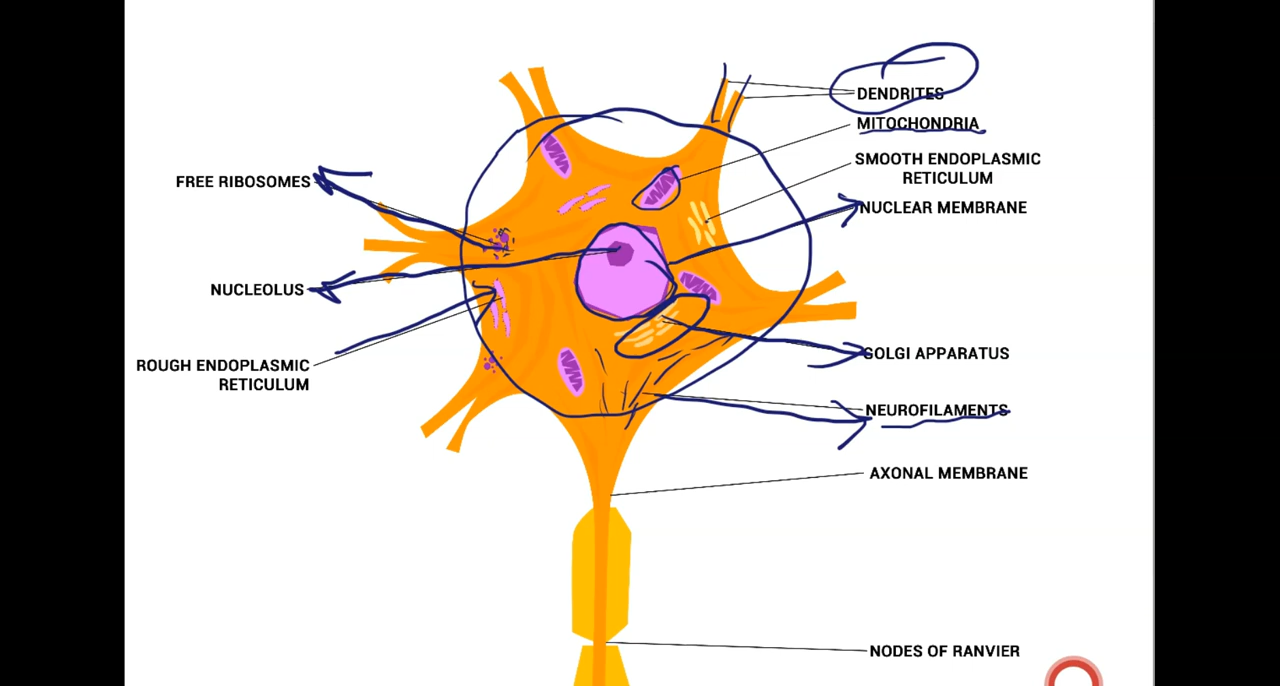 DENDRITES
MITOCHONDRIA
SMOOTH ENDOPLASMIC
RETICULUM
NUCLEAR MEMBRANE
GOLGI APPARATUS
NEUROFILAMENTS
AXONAL MEMBRANE
NODES OF RANVIER
FREE RIBOSOMES
NUCLEOLUS
ROUGH ENDOPLASMIC
RETICULUM